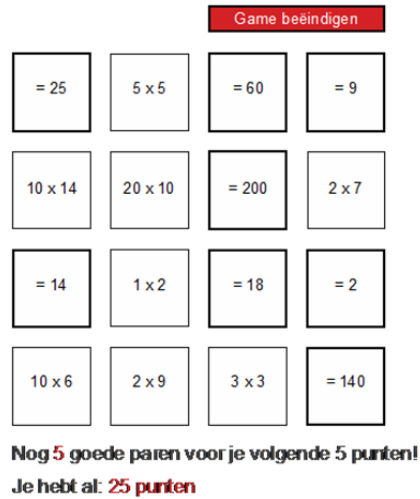 Game beëindigen
= 25 5 x 5 = 60 = 9
10 x 14 20 x 10 = 200 2 x 7
= 14 1 x 2 = 18 = 2
10 x 6 2 x 9 3 x 3 = 140
Nog 5 goede paren voor je volgende 5 punten!
Je hebt al: 25 punten